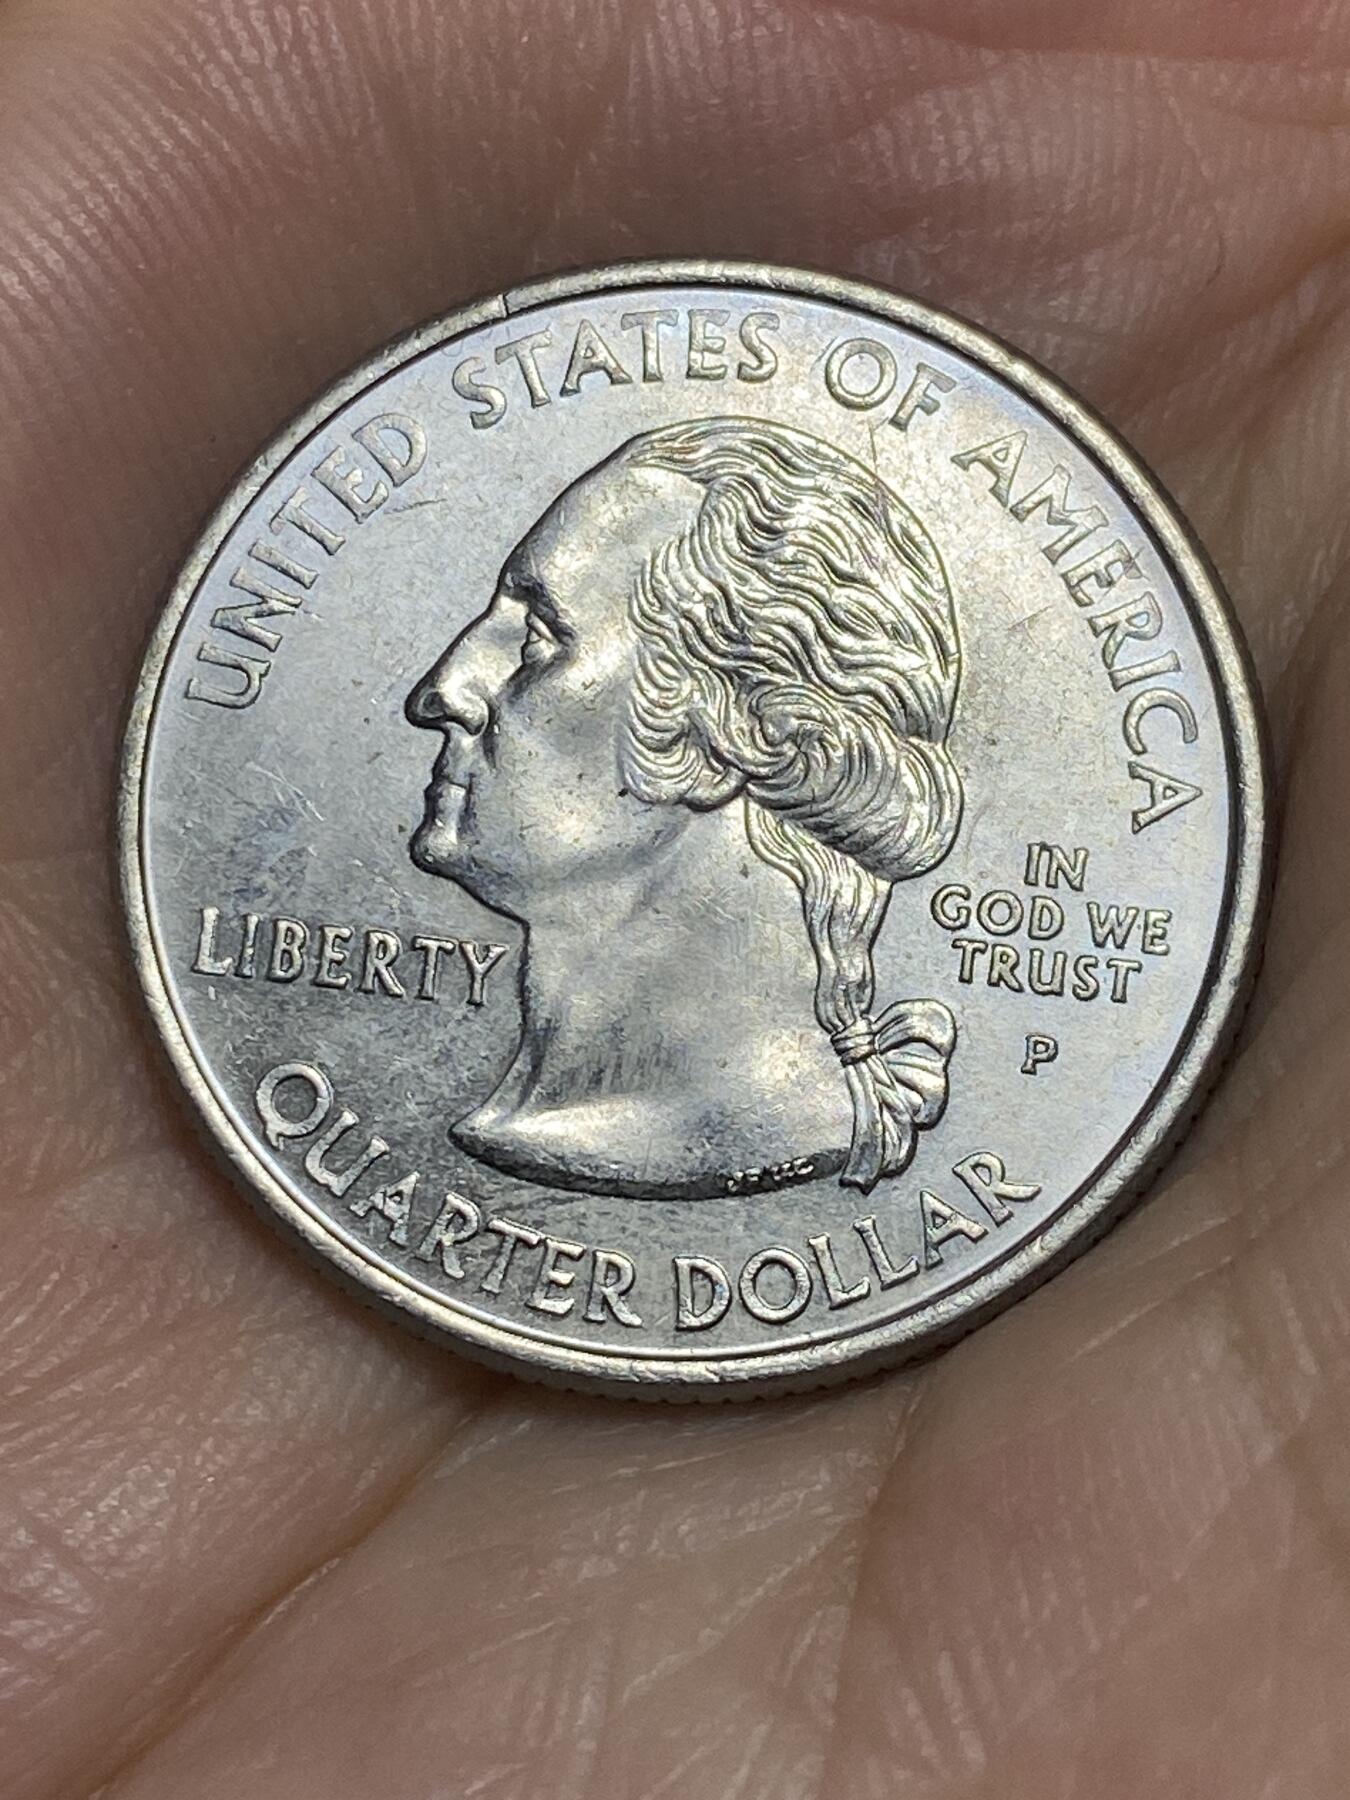 UNITED STATES OF AMERICA
LIBERTY
IN
GOD WE
TRUST
P
QUARTER DOLLAR